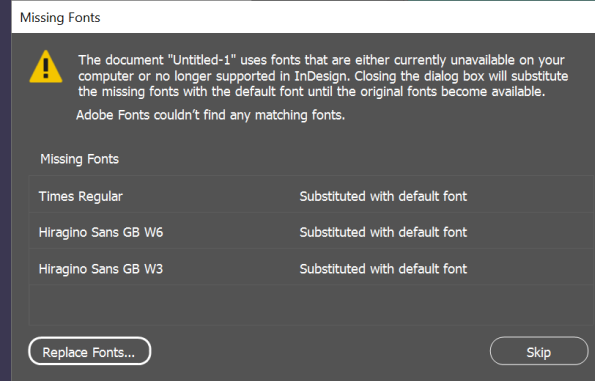 Missing Fonts
The document "Untitled-1" uses fonts that are either currently unavailable on your
computer or no longer supported in InDesign. Closing the dialog box will substitute
the missing fonts with the default font until the original fonts become available.
Adobe Fonts couldn’t find any matching fonts.
Missing Fonts
Times Regular Substituted with default font
Hiragino Sans GB W6 Substituted with default font
Hiragino Sans GB W3 Substituted with default font
Replace Fonts... Skip